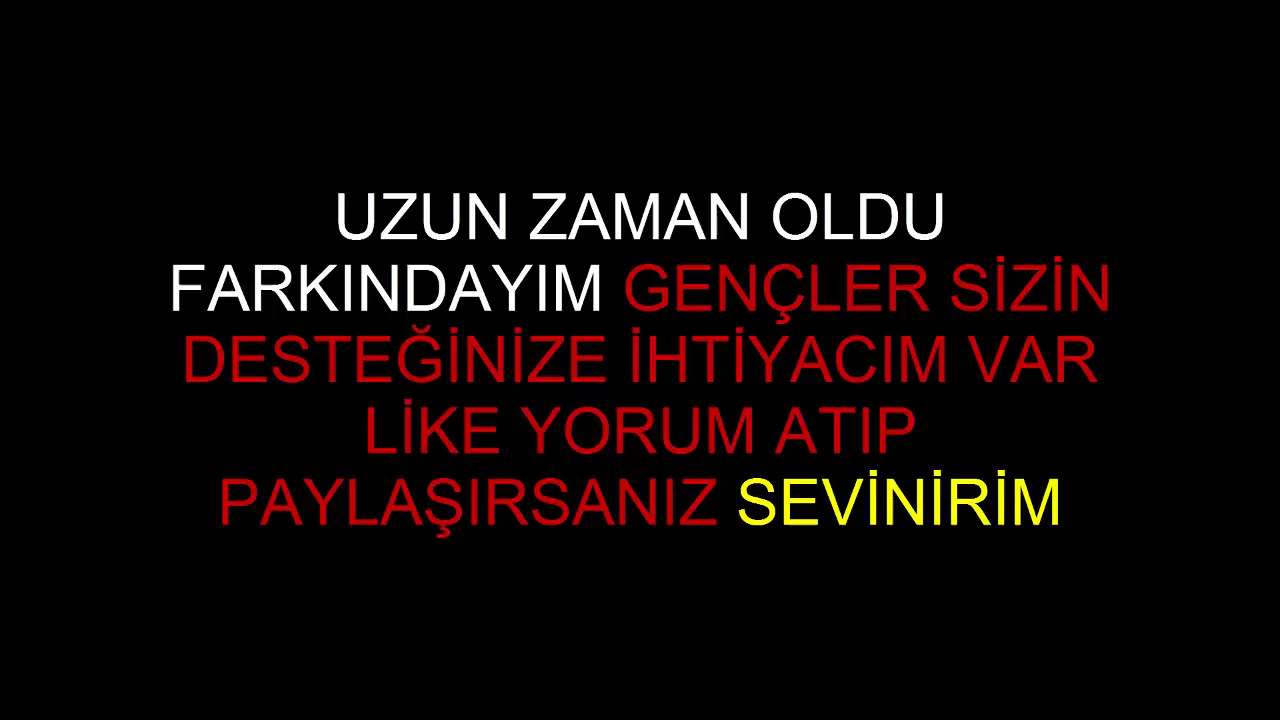 UZUN ZAMAN OLDU
FARKINDAYIM GENÇLER SİZİN
DESTEĞİNİZE İHTİYACIM VAR
LİKE YORUM ATIP
PAYLAŞIRSANIZ SEVİNİRİM